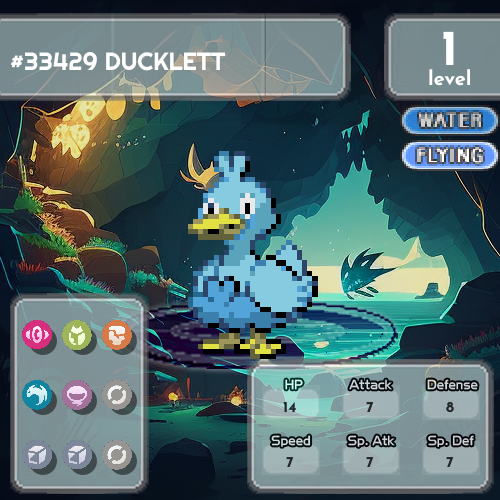 #33429 DUCKLETT
1
level
WATER
FLYING
HP Attack Defense
14 7 8
Speed Sp. Atk Sp. Def
7 7 7